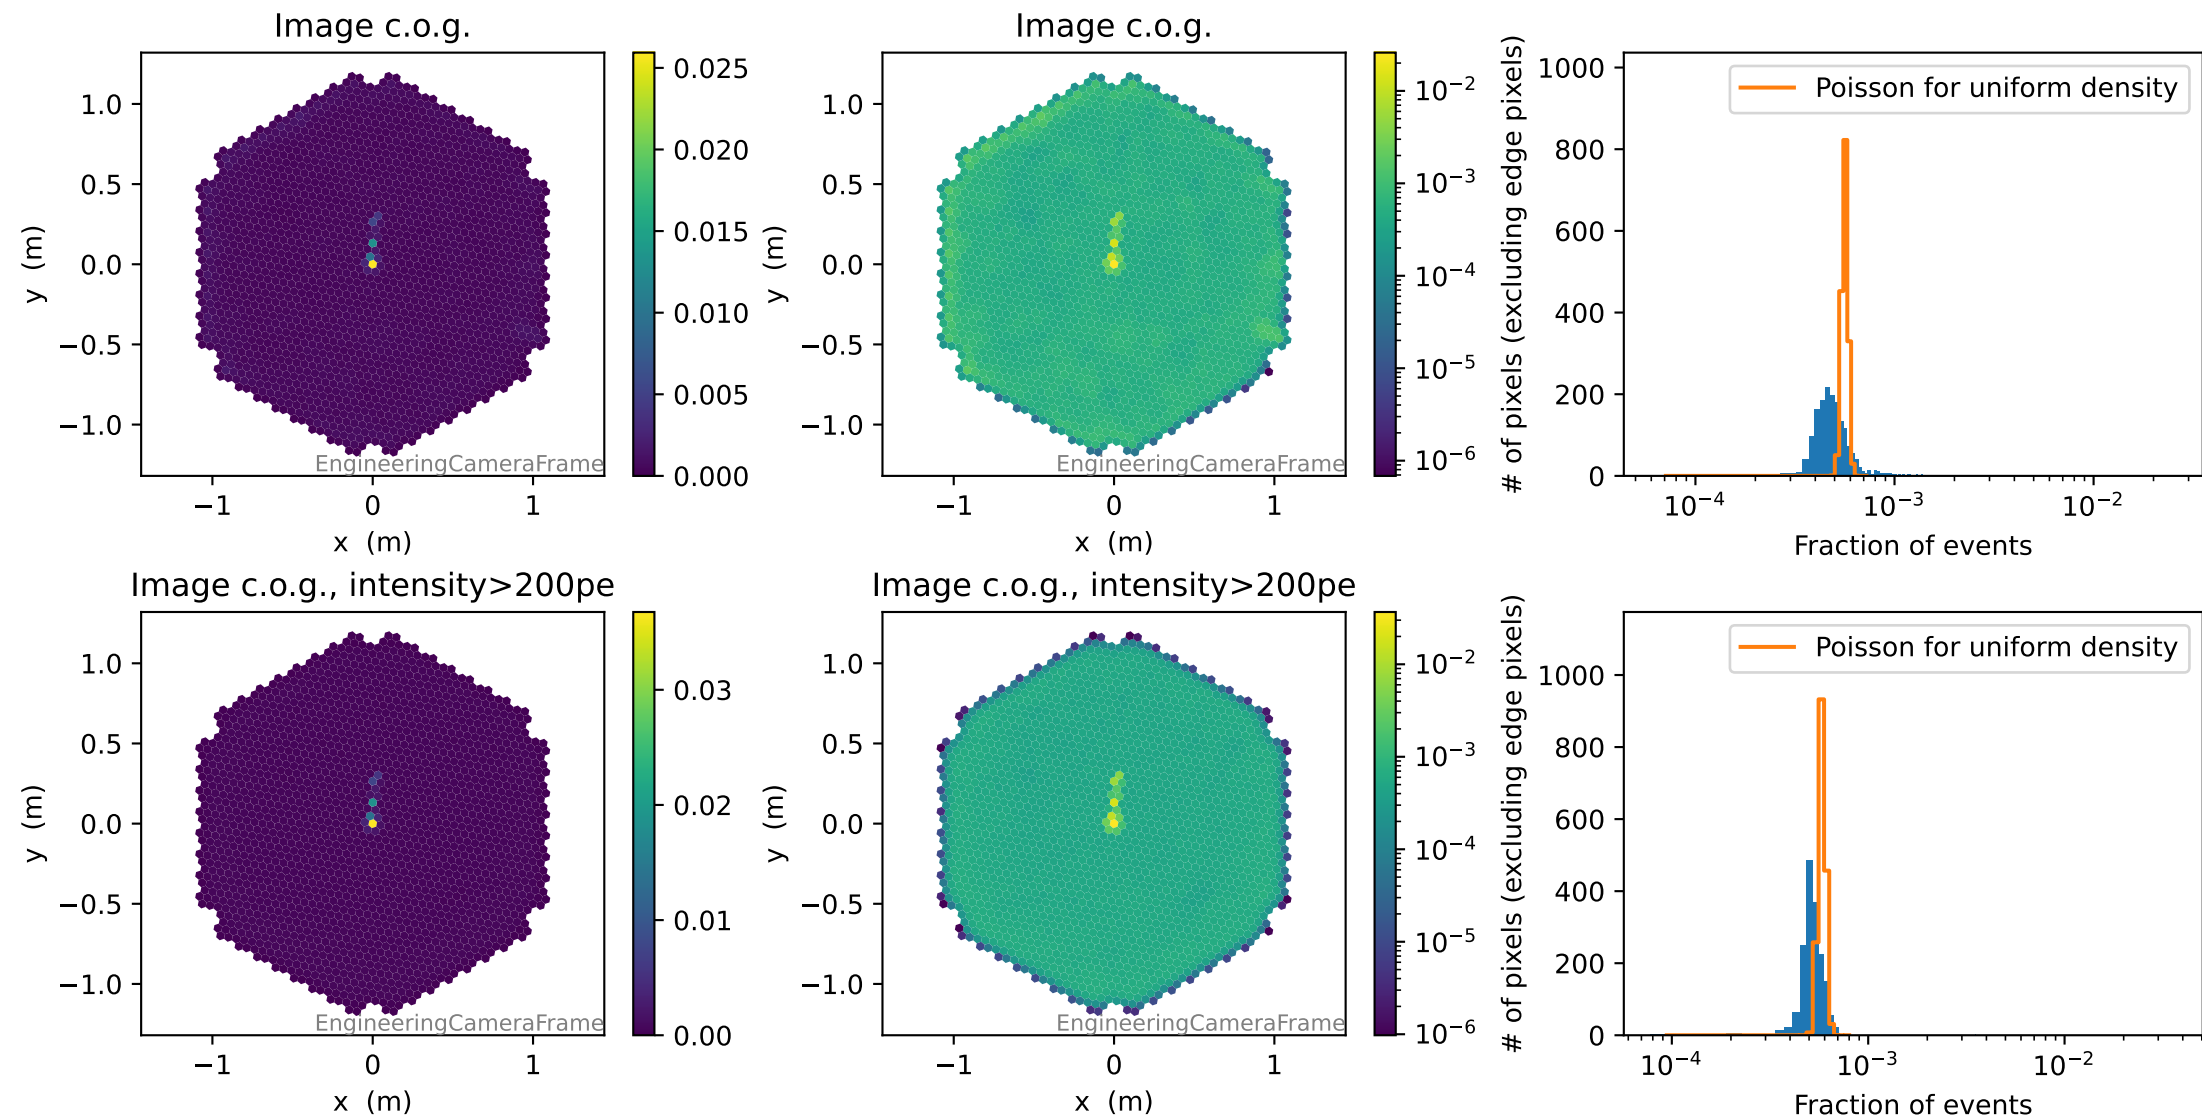 Image c.o.g.
y (m)
1.0
0.5
0.0
−0.5
−1.0
−1 0 1
x (m)
EngineeringCameraFrame
0.025
0.020
0.015
0.010
0.005
0.000
Image c.o.g.
y (m)
1.0
0.5
0.0
−0.5
−1.0
−1 0 1
x (m)
EngineeringCameraFrame
10−2
10−3
10−4
10−5
10−6
# of pixels (excluding edge pixels)
1000
800
600
400
200
0
Poisson for uniform density
10−4 10−3 10−2
Fraction of events
Image c.o.g., intensity>200pe
y (m)
1.0
0.5
0.0
−0.5
−1.0
−1 0 1
x (m)
EngineeringCameraFrame
0.03
0.02
0.01
0.00
Image c.o.g., intensity>200pe
y (m)
1.0
0.5
0.0
−0.5
−1.0
−1 0 1
x (m)
EngineeringCameraFrame
10−2
10−3
10−4
10−5
10−6
# of pixels (excluding edge pixels)
1000
800
600
400
200
0
Poisson for uniform density
10−4 10−3 10−2
Fraction of events